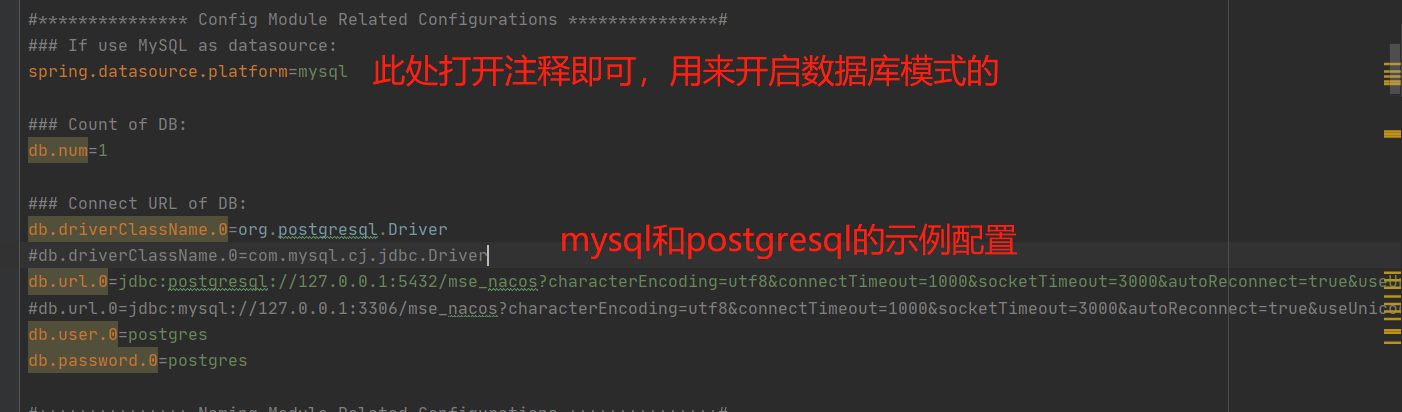 #*************** Config Module Related Configurations ***************#
### If use MySQL as datasource:
spring.datasource.platform=mysql 此处打开注释即可，用来开启数据库模式的
### Count of DB:
db.num=1
### Connect URL of DB:
db.driverClassName.0=org.postgresql.Driver
mysql和postgresql的示例配置
#db.driverClassName.0=com.mysql.cj.jdbc.Driver
db.url.0=jdbc:postgresql://127.0.0.1:5432/mse_nacos?characterEncoding=utf8&connectTimeout=1000&socketTimeout=3000&autoReconnect=true&useU
#db.url.0=jdbc:mysql://127.0.0.1:3306/mse_nacos?characterEncoding=utf8&connectTimeout=1000&socketTimeout=3000&autoReconnect=true&useUnico
db.user.0=postgres
db.password.0=postgres
#*************** Naming Module Related Configurations ***************#